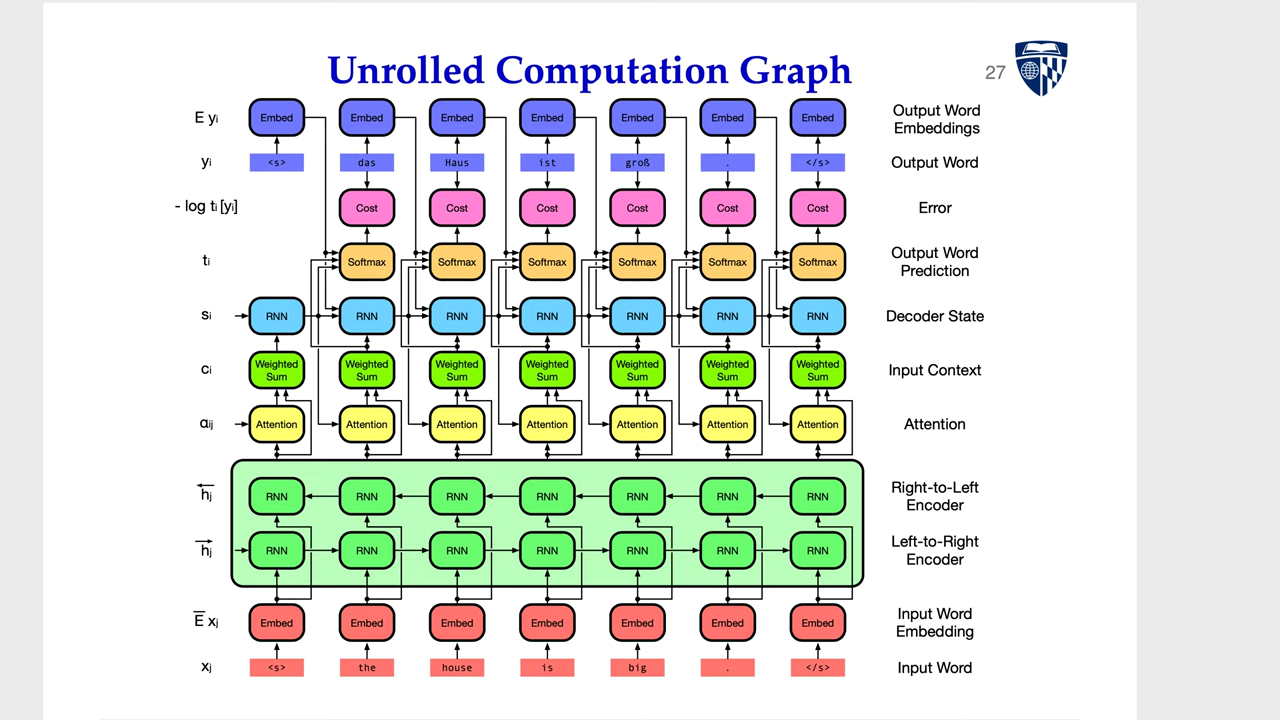 Unrolled Computation Graph
27
E yᵢ Embed Embed Embed Embed Embed Embed Embed Output Word Embeddings
yᵢ <s> das Haus ist groß . </s> Output Word
- log tᵢ [yᵢ] Cost Cost Cost Cost Cost Cost Error
tᵢ Softmax Softmax Softmax Softmax Softmax Softmax Output Word Prediction
sᵢ RNN RNN RNN RNN RNN RNN RNN Decoder State
cᵢ Weighted Sum Weighted Sum Weighted Sum Weighted Sum Weighted Sum Weighted Sum Weighted Sum Input Context
αᵢⱼ Attention Attention Attention Attention Attention Attention Attention Attention
←hⱼ RNN RNN RNN RNN RNN RNN RNN Right-to-Left Encoder
→hⱼ RNN RNN RNN RNN RNN RNN RNN Left-to-Right Encoder
E̅ xⱼ Embed Embed Embed Embed Embed Embed Embed Input Word Embedding
xⱼ <s> the house is big . </s> Input Word